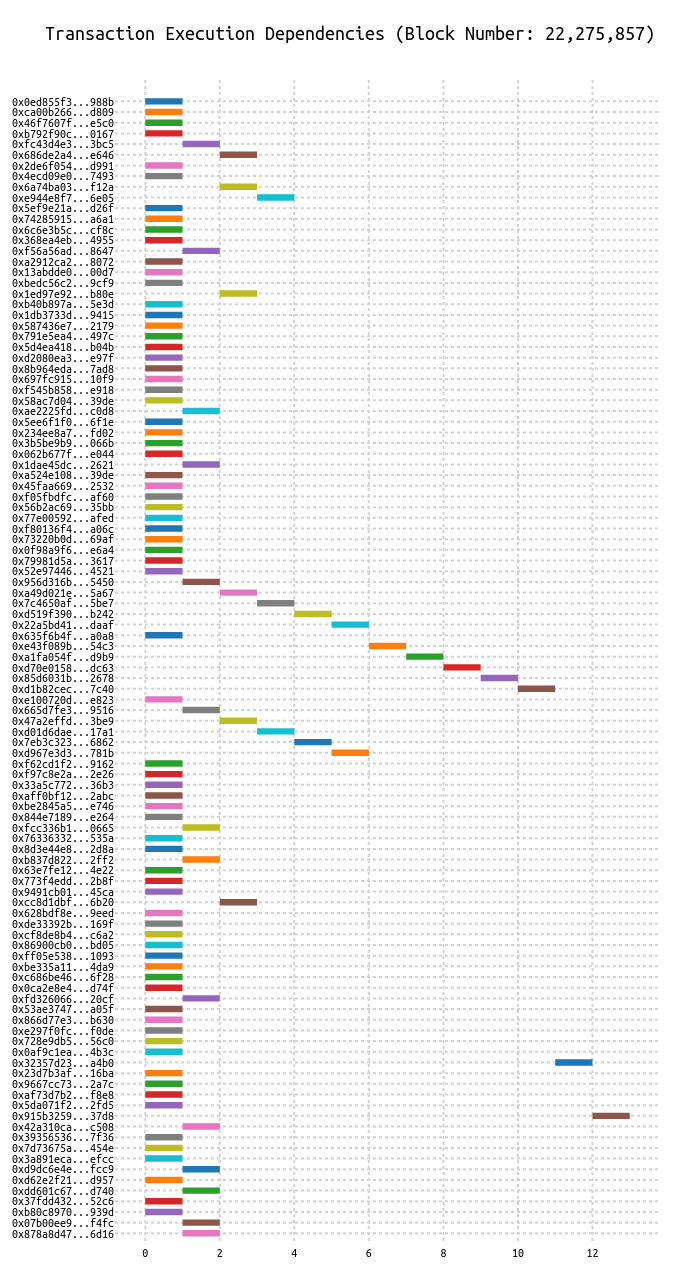 Transaction Execution Dependencies (Block Number: 22,275,857)
0x0ed855f3...988b
0xca00b266...d809
0x46f7607f...e5c0
0xb792f90c...0167
0xfc43d4e3...3bc5
0x686de2a4...e646
0x2de6f054...d991
0x4ecd09e0...7493
0x6a74ba03...f12a
0xe944e8f7...6e05
0x5ef9e21a...d26f
0x74285915...a6a1
0x6c6e3b5c...cf8c
0x368ea4eb...4955
0xf56a56ad...8647
0xa2912ca2...8072
0x13abdde0...00d7
0xbedc56c2...9cf9
0x1ed97e92...b80e
0xb40b897a...5e3d
0x1db3733d...9415
0x587436e7...2179
0x791e5ea4...497c
0x5d4ea418...b04b
0xd2080ea3...e97f
0x8b964eda...7ad8
0x697fc915...10f9
0xf545b858...e918
0x58ac7d04...39de
0xae2225fd...c0d8
0x5ee6f1f0...6f1e
0x234ee8a7...fd02
0x3b5be9b9...066b
0x062b677f...e044
0x1dae45dc...2621
0xa524e108...39de
0x45faa669...2532
0xf05fbdfc...af60
0x56b2ac69...35bb
0x77e00592...afed
0xf80136f4...a06c
0x73220b0d...69af
0x0f98a9f6...e6a4
0x79981d5a...3617
0x52e97446...4521
0x956d316b...5450
0xa49d021e...5a67
0x7c4650af...5be7
0xd519f390...b242
0x22a5bd41...daaf
0x635f6b4f...a0a8
0xe43f089b...54c3
0xa1fa054f...d9b9
0xd70e0158...dc63
0x85d6031b...2678
0xd1b82cec...7c40
0xe100720d...e823
0x665d7fe3...9516
0x47a2effd...3be9
0xd01d6dae...17a1
0x7eb3c323...6862
0xd967e3d3...781b
0xf62cd1f2...9162
0xf97c8e2a...2e26
0x33a5c772...36b3
0xaff0bf12...2abc
0xbe2845a5...e746
0x844e7189...e264
0xfcc336b1...0665
0x76336332...535a
0x8d3e44e8...2d8a
0xb837d822...2ff2
0x63e7fe12...4e22
0x773f4edd...2b8f
0x9491cb01...45ca
0xcc8d1dbf...6b20
0x628bdf8e...9eed
0xde33392b...169f
0xcf8de8b4...c6a2
0x86900cb0...bd05
0xff05e538...1093
0xbe335a11...4da9
0xc686be46...6f28
0x0ca2e8e4...d74f
0xfd326066...20cf
0x53ae3747...a05f
0x866d77e3...b630
0xe297f0fc...f0de
0x728e9db5...56c0
0x0af9c1ea...4b3c
0x32357d23...a4b0
0x23d7b3af...16ba
0x9667cc73...2a7c
0xaf73d7b2...f8e8
0x5da071f2...2fd5
0x915b3259...37d8
0x42a310ca...c508
0x39356536...7f36
0x7d73675a...454e
0x3a891eca...efcc
0xd9dc6e4e...fcc9
0xd62e2f21...d957
0xdd601c67...d740
0x37fdd432...52c6
0xb80c8970...939d
0x07b00ee9...f4fc
0x878a8d47...6d16
0 2 4 6 8 10 12